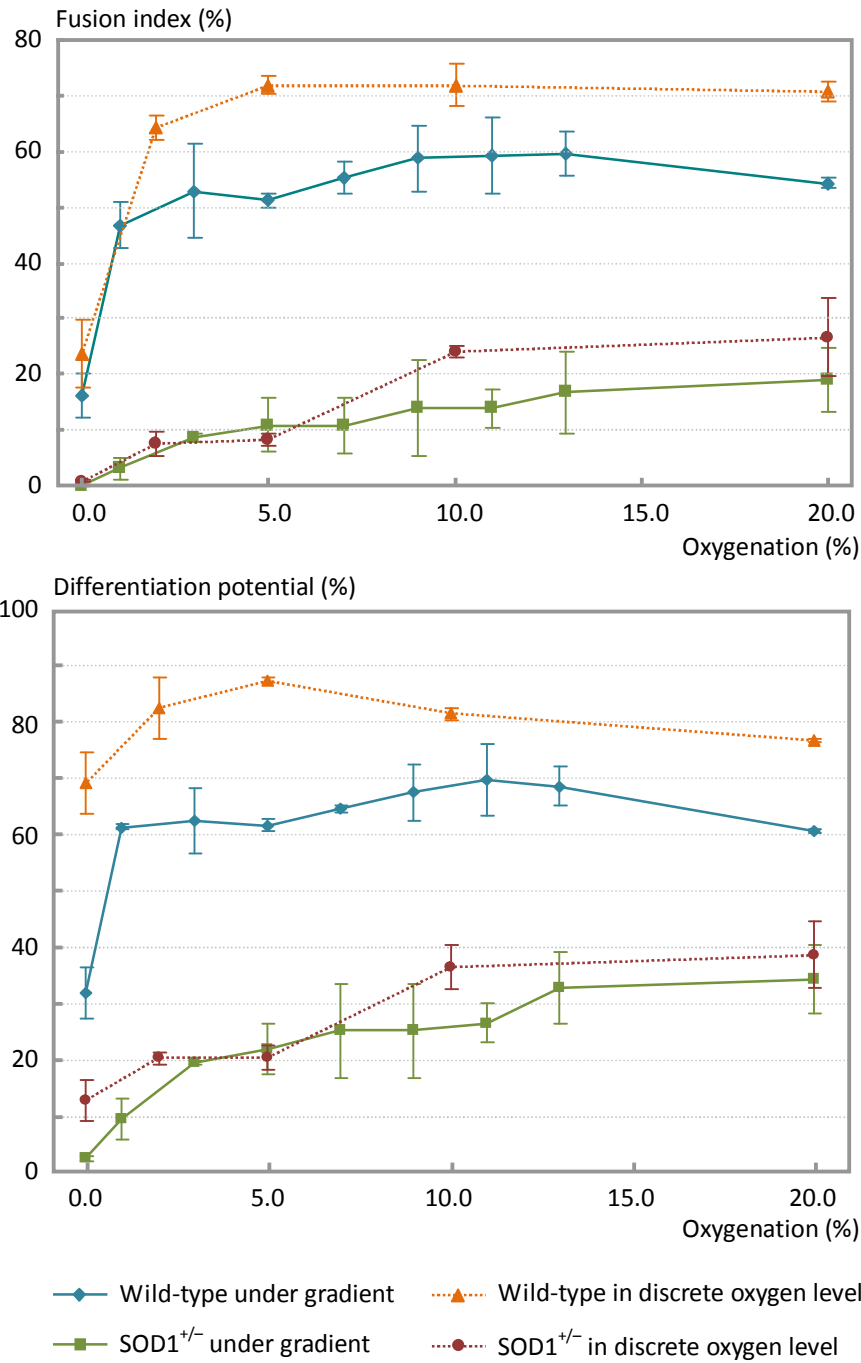 Fusion index (%)
80
60
40
20
0
0.0 5.0 10.0 15.0 20.0
Oxygenation (%)
Differentiation potential (%)
100
80
60
40
20
0
0.0 5.0 10.0 15.0 20.0
Oxygenation (%)
Wild-type under gradient
Wild-type in discrete oxygen level
SOD1+/− under gradient
SOD1+/− in discrete oxygen level